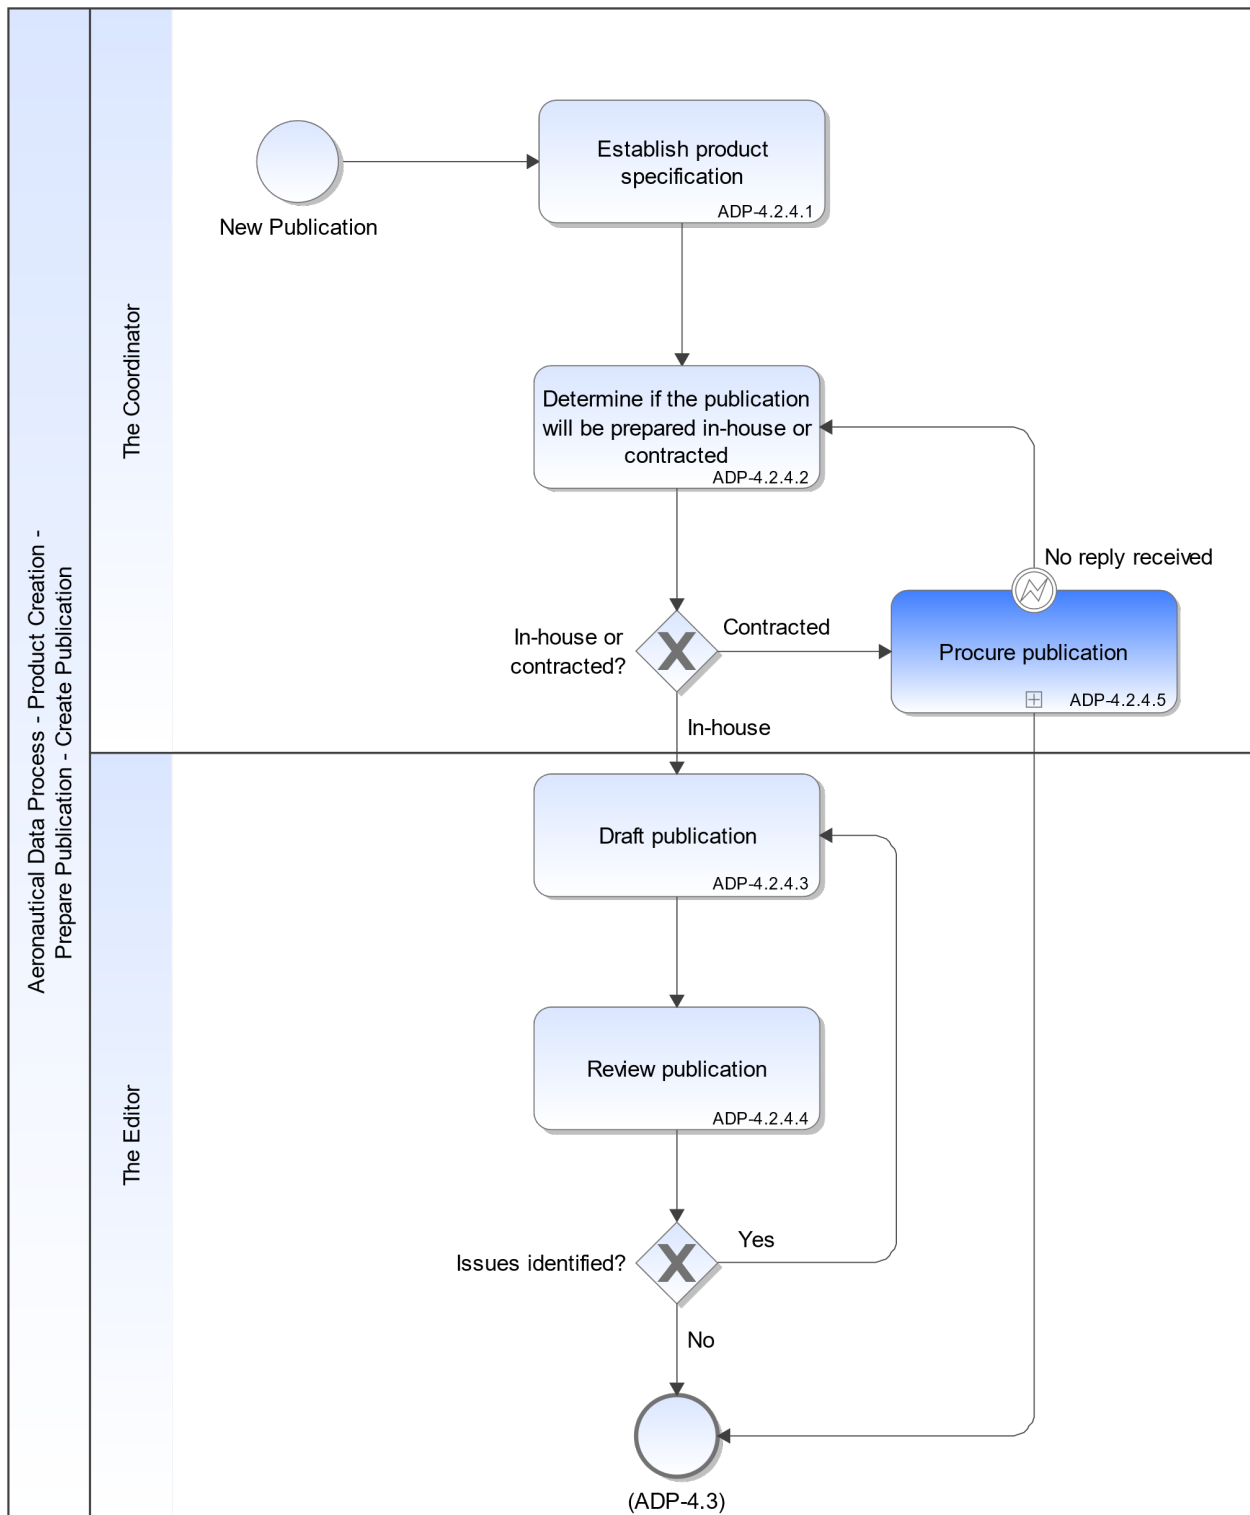 Aeronautical Data Process - Product Creation -
Prepare Publication - Create Publication
The Coordinator
New Publication
Establish product
specification
ADP-4.2.4.1
Determine if the publication
will be prepared in-house or
contracted
ADP-4.2.4.2
No reply received
In-house or
contracted?
Contracted
Procure publication
ADP-4.2.4.5
In-house
The Editor
Draft publication
ADP-4.2.4.3
Review publication
ADP-4.2.4.4
Issues identified?
Yes
No
(ADP-4.3)